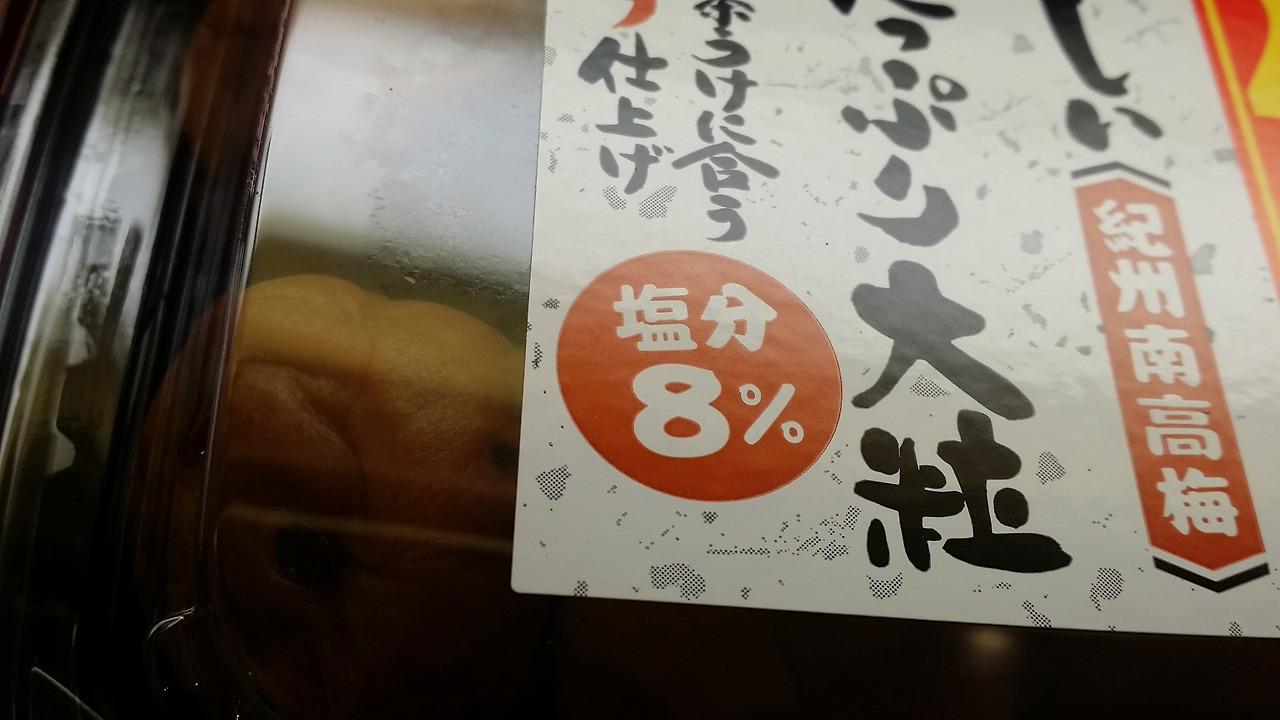 しい
紀州南高梅
っぷり大粒
茶うけに合う
仕上げ
塩分
8%